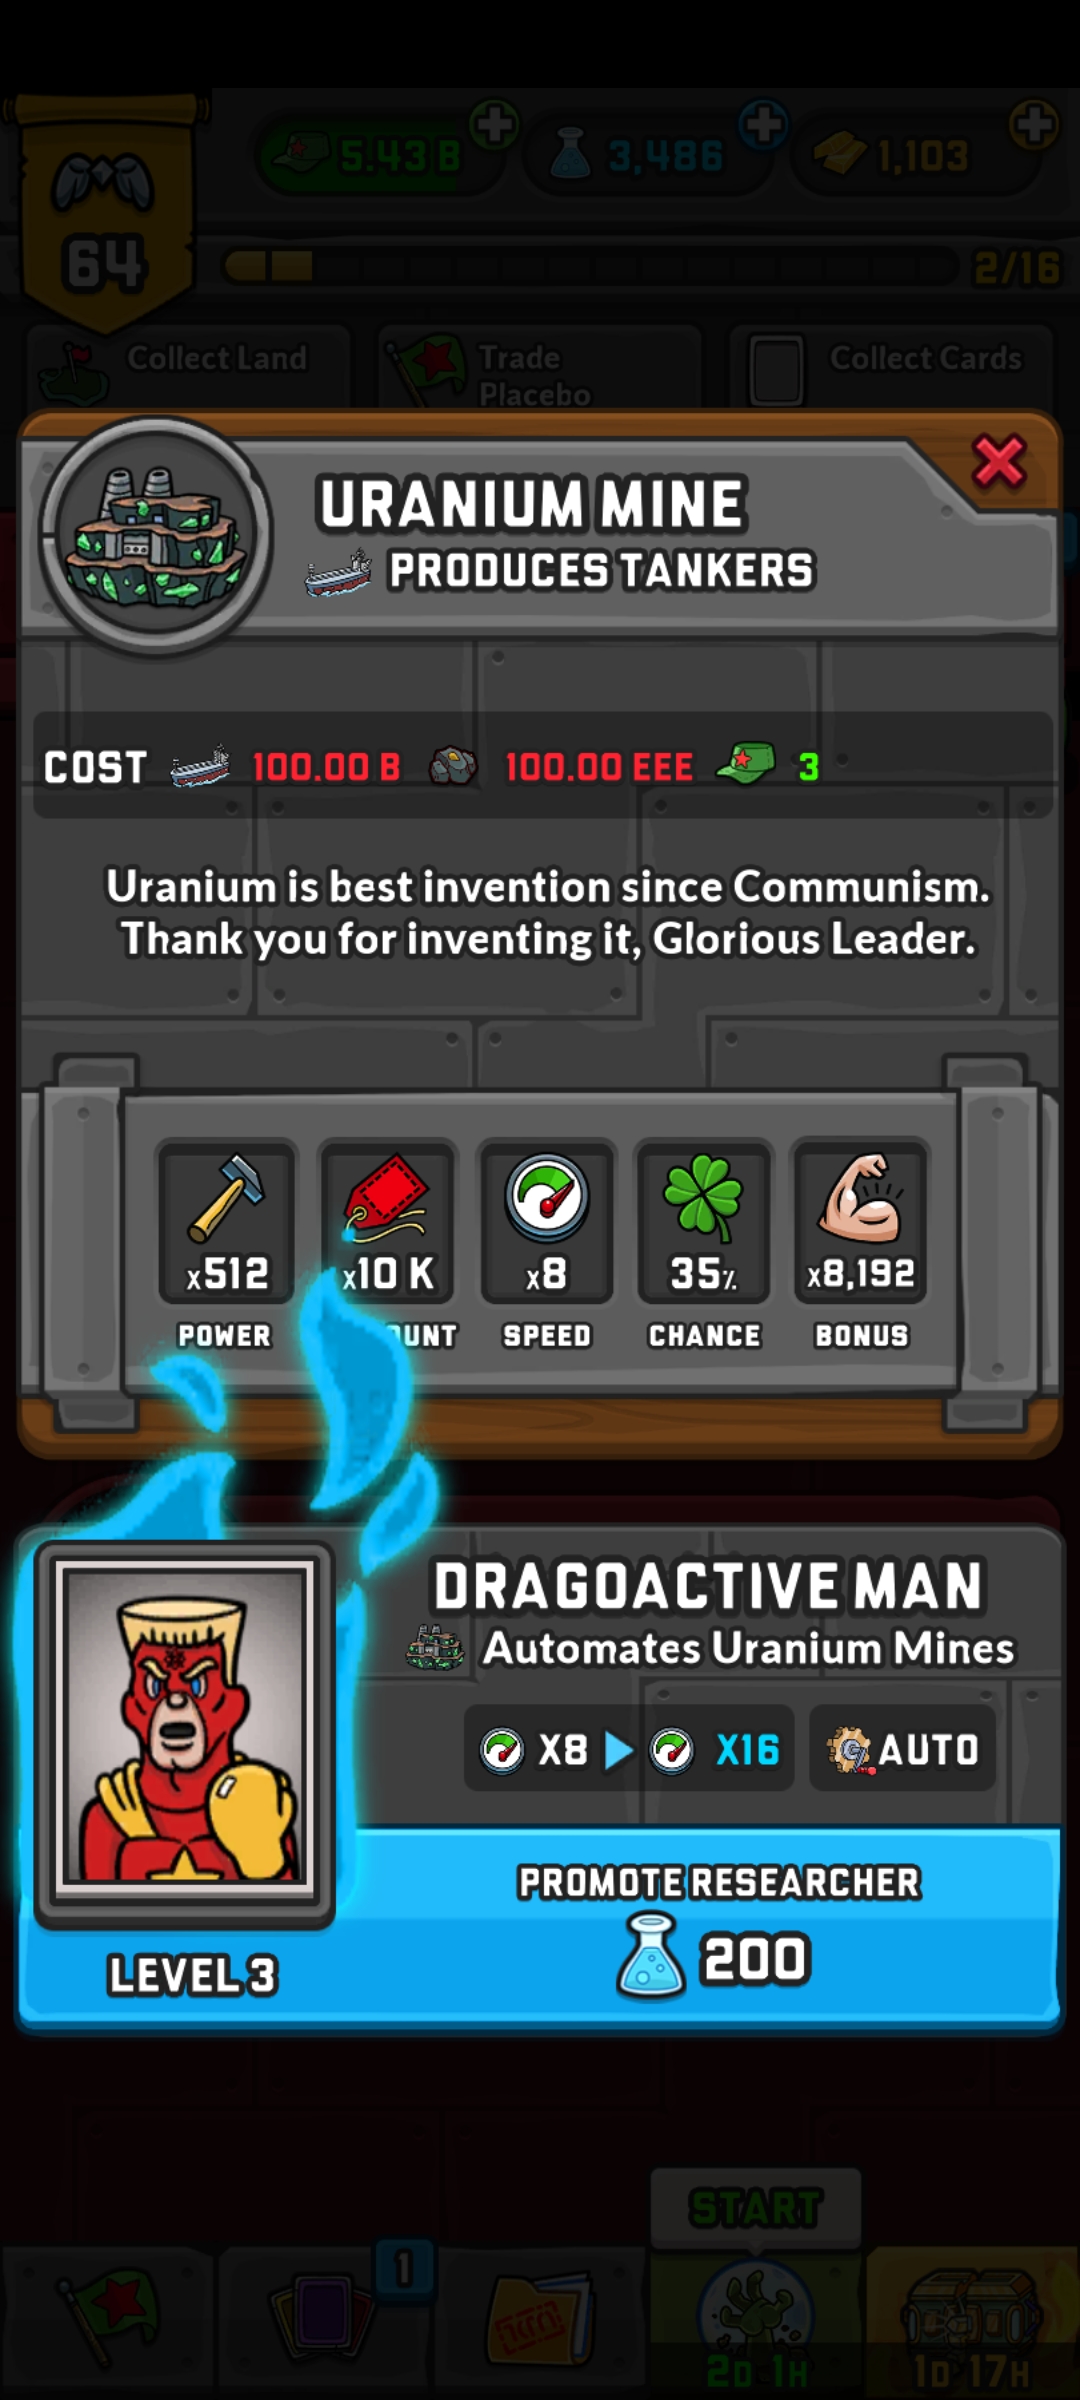 5.43 B
3,486
1,103
64
2/16
Collect Land
Trade
Placebo
Collect Cards
URANIUM MINE
PRODUCES TANKERS
COST 100.00 B 100.00 EEE 3
Uranium is best invention since Communism.
Thank you for inventing it, Glorious Leader.
x512 x10 K x8 35% x8,192
POWER OUNT SPEED CHANCE BONUS
DRAGOACTIVE MAN
Automates Uranium Mines
X8 X16 AUTO
PROMOTE RESEARCHER
200
LEVEL 3
START
1
2D 1H
1D 17H